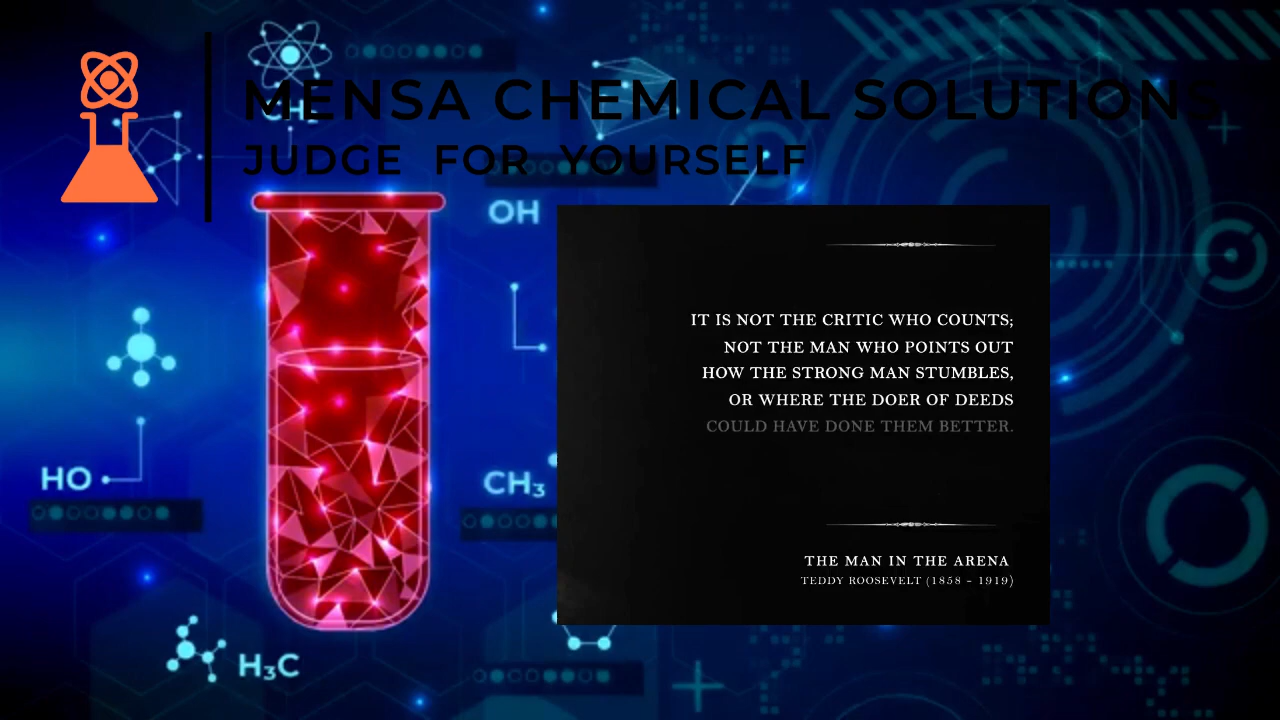 MENSA CHEMICAL SOLUTIONS
JUDGE FOR YOURSELF
OH
IT IS NOT THE CRITIC WHO COUNTS;
NOT THE MAN WHO POINTS OUT
HOW THE STRONG MAN STUMBLES,
OR WHERE THE DOER OF DEEDS
COULD HAVE DONE THEM BETTER.
HO
CH₃
THE MAN IN THE ARENA
TEDDY ROOSEVELT (1858 - 1919)
H₃C